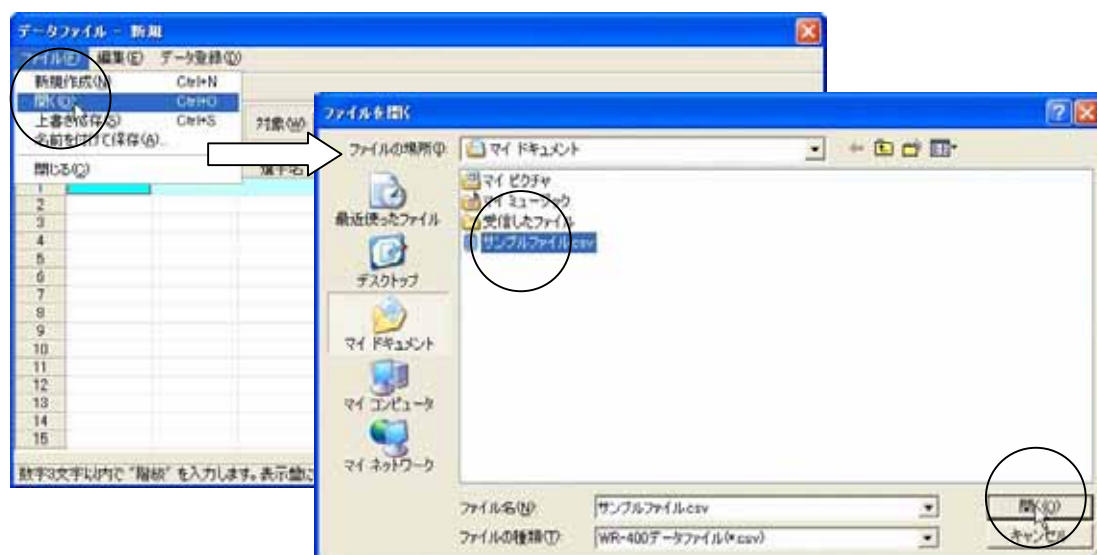 データファイル - 新規
ファイル(F) 編集(E) データ登録(D)
新規作成(N) Ctrl+N
開く(O) Ctrl+O
上書き保存(S) Ctrl+S
名前を付けて保存(A)...
閉じる(C)
対象(W)
選手名
1
2
3
4
5
6
7
8
9
10
11
12
13
14
15
数字3文字以内で "階級" を入力します。表示盤に
ファイルを開く
ファイルの場所(I): マイ ドキュメント
最近使ったファイル
デスクトップ
マイ ドキュメント
マイ コンピュータ
マイ ネットワーク
マイ ピクチャ
マイ ミュージック
受信したファイル
サンプルファイル.csv
ファイル名(N): サンプルファイル.csv 開く(O)
ファイルの種類(T): WR-400データファイル(*.csv) キャンセル